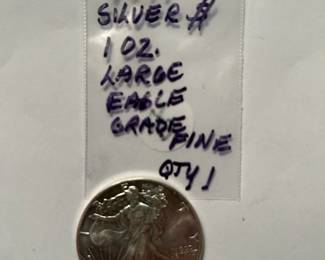 SILVER $
1 OZ.
LARGE
EAGLE
GRADE
FINE
QTY 1